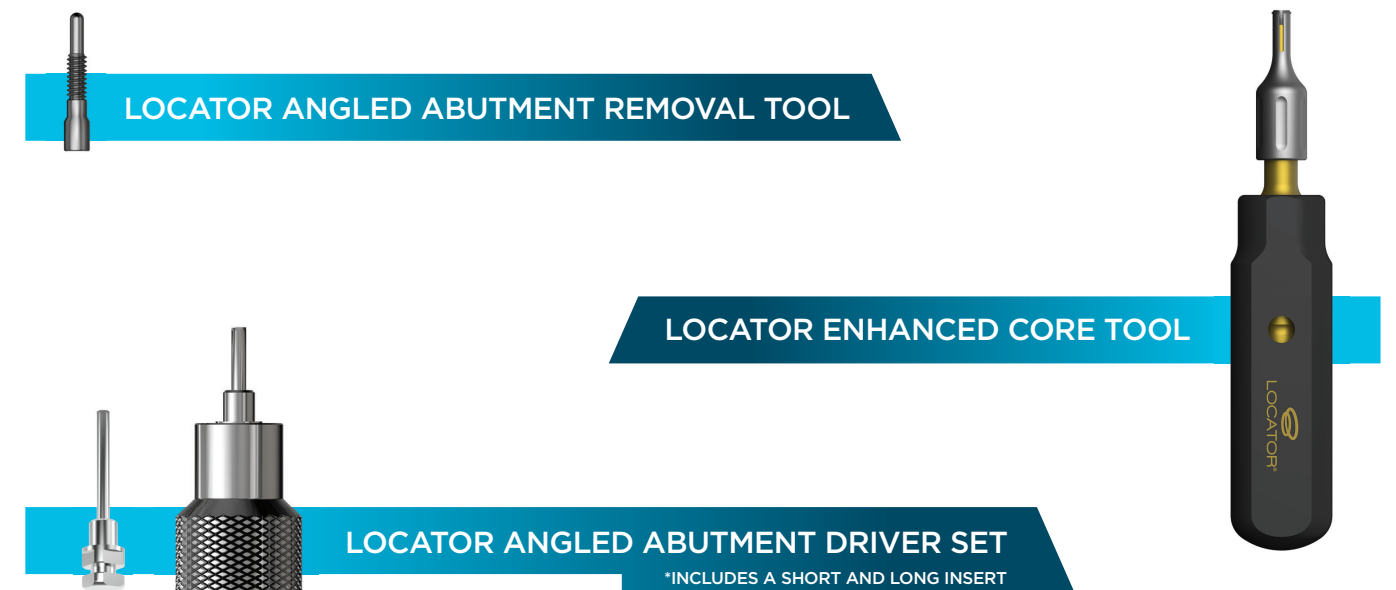 LOCATOR ANGLED ABUTMENT REMOVAL TOOL
LOCATOR ENHANCED CORE TOOL
LOCATOR®
LOCATOR ANGLED ABUTMENT DRIVER SET
*INCLUDES A SHORT AND LONG INSERT